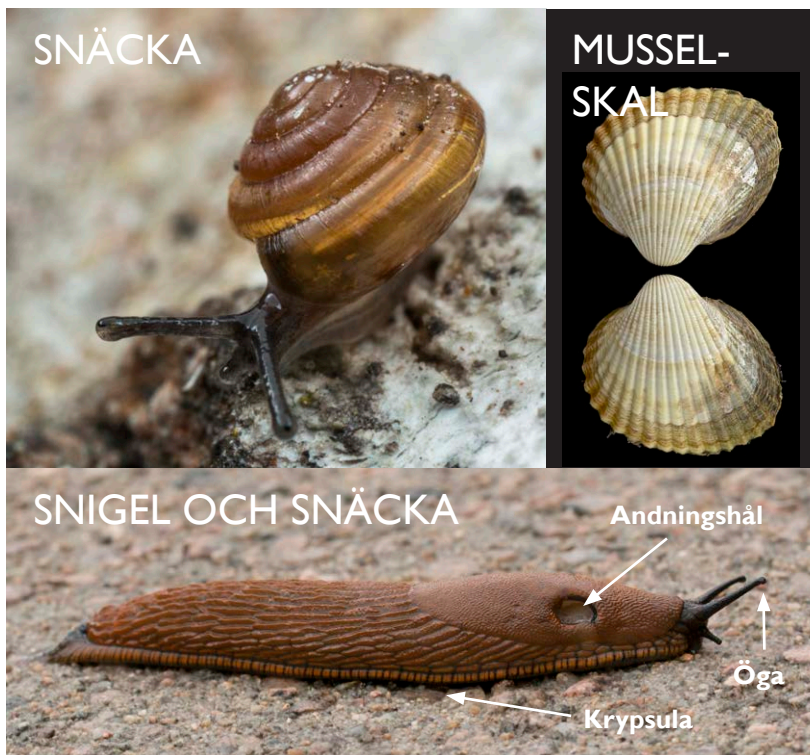 SNÄCKA
MUSSEL-
SKAL
SNIGEL OCH SNÄCKA
Andningshål
Öga
Krypsula